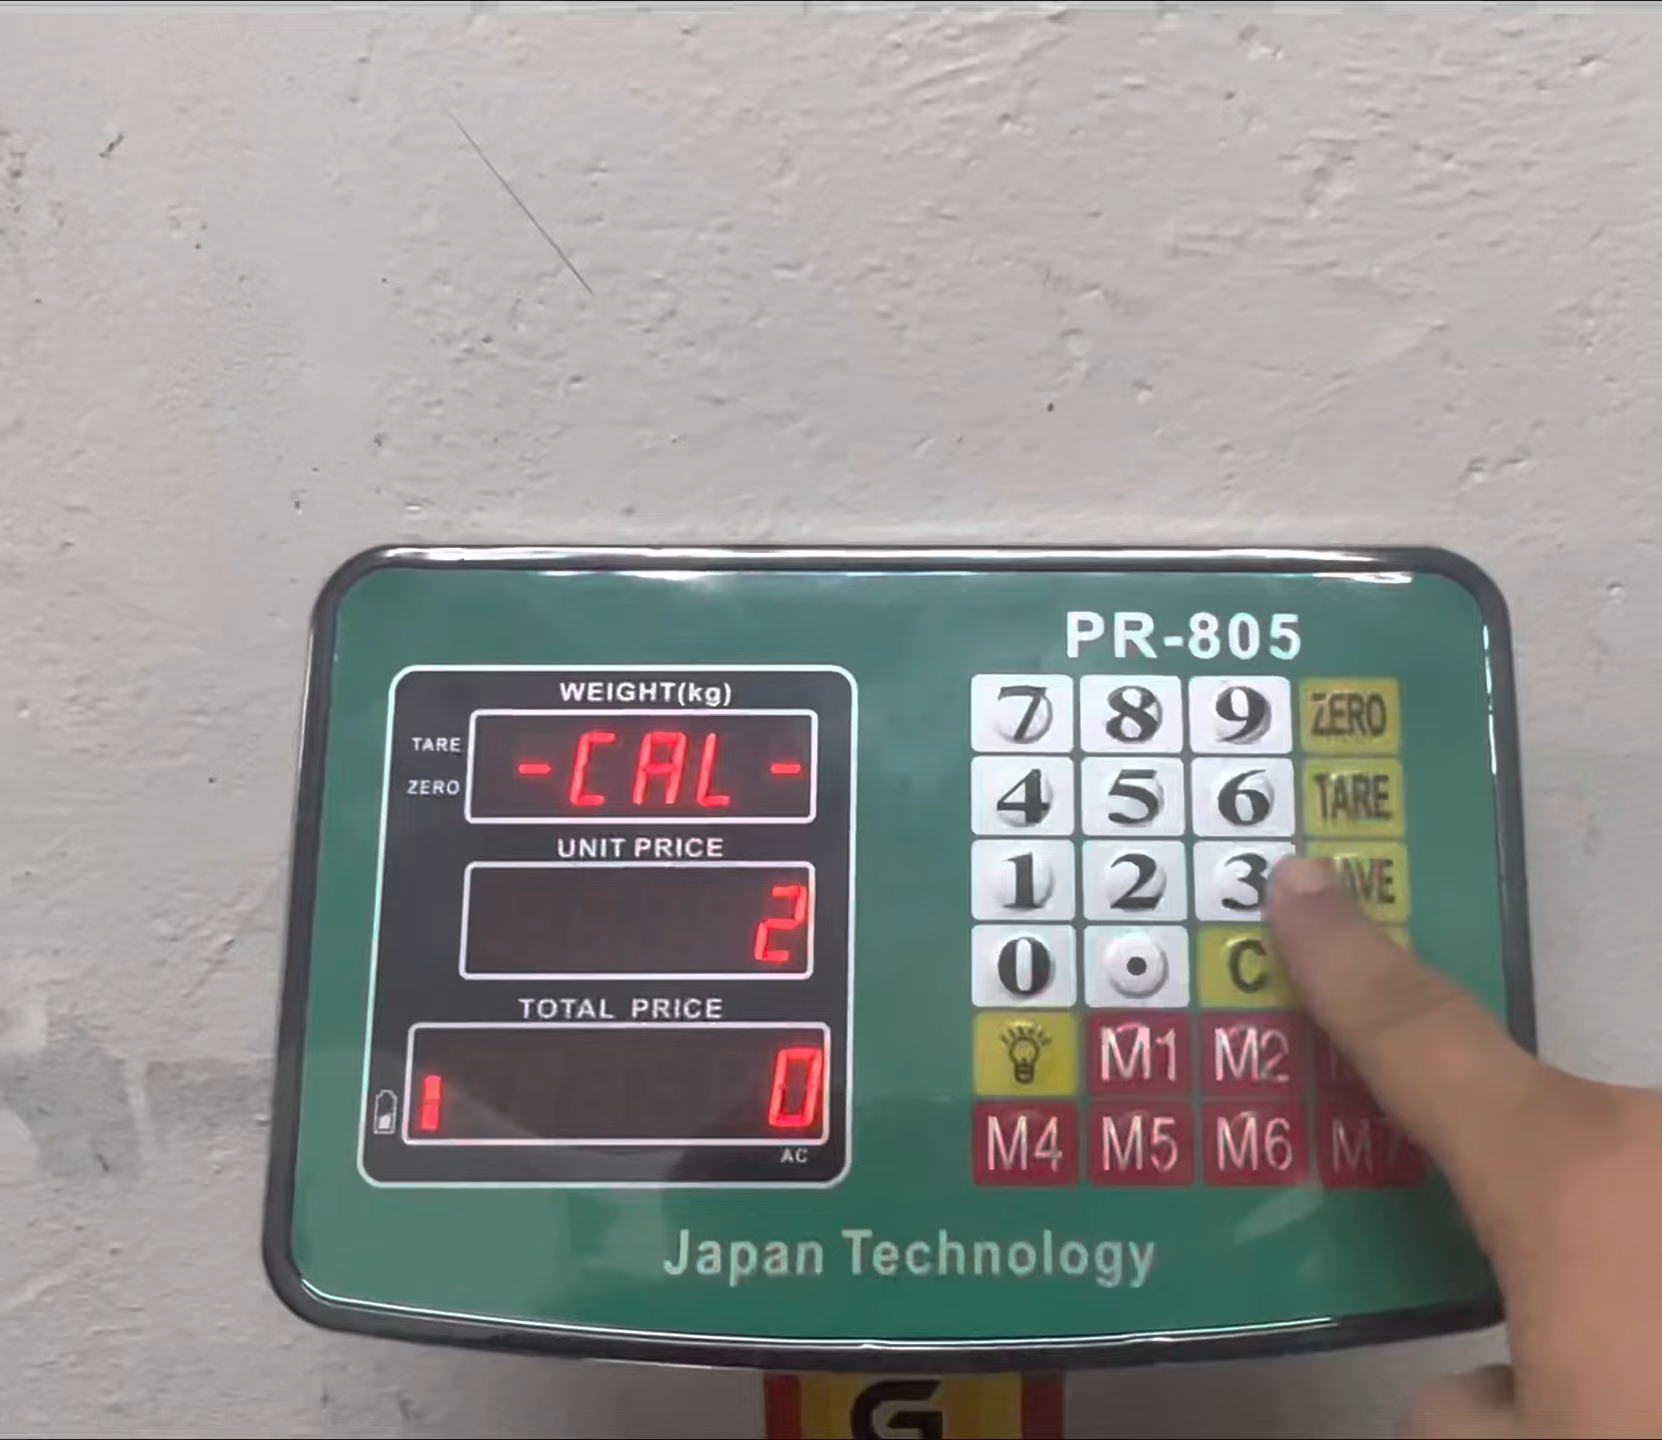 PR-805
WEIGHT(kg)
TARE
ZERO
-CAL-
UNIT PRICE
2
TOTAL PRICE
1 0
AC
7 8 9 ZERO
4 5 6 TARE
1 2 3
0 . C
M1 M2
M4 M5 M6 M7
Japan Technology
G